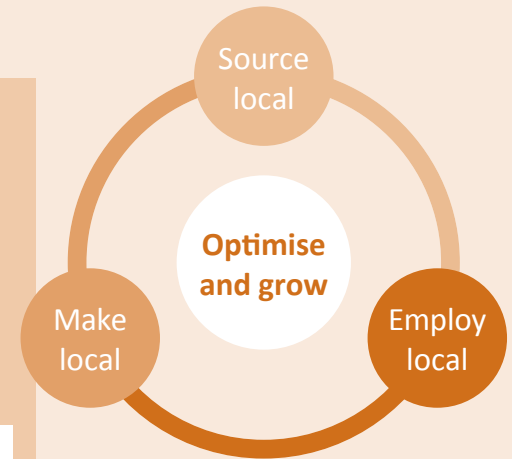 Source
local
Optimise
and grow
Make
local
Employ
local